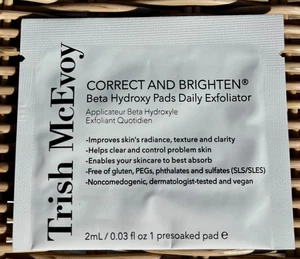 Trish McEvoy
CORRECT AND BRIGHTEN®
Beta Hydroxy Pads Daily Exfoliator
Applicateur Beta Hydroxyle
Exfoliant Quotidien
-Improves skin's radiance, texture and clarity
-Helps clear and control problem skin
-Enables your skincare to best absorb
-Free of gluten, PEGs, phthalates and sulfates (SLS/SLES)
-Noncomedogenic, dermatologist-tested and vegan
2mL / 0.03 fl oz 1 presoaked pad ℮